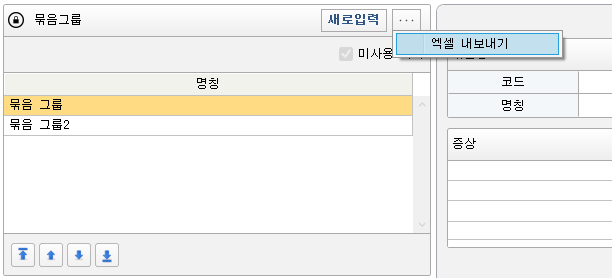 묶음그룹
새로입력
...
엑셀 내보내기
미사용
명칭
묶음 그룹
묶음 그룹2
코드
명칭
증상